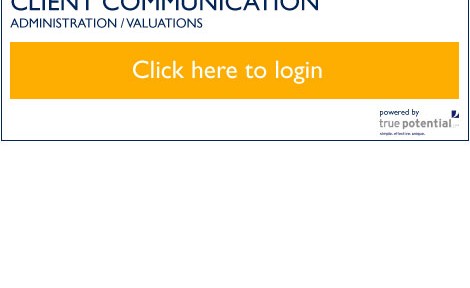 CLIENT COMMUNICATION
ADMINISTRATION / VALUATIONS
Click here to login
powered by
true potential
simple. effective. unique.